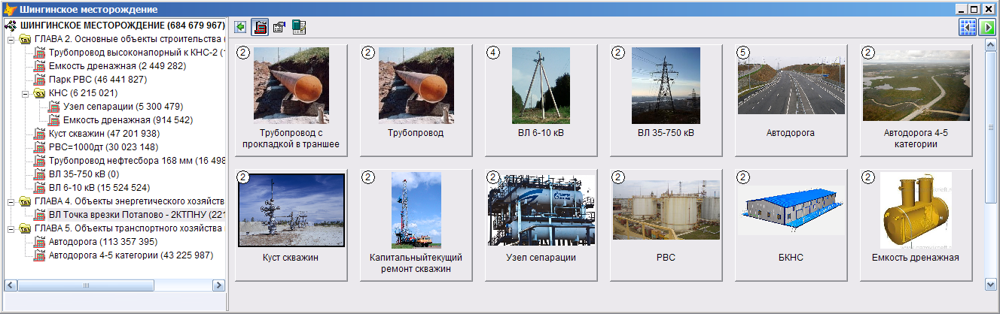 Шингинское месторождение
ШИНГИНСКОЕ МЕСТОРОЖДЕНИЕ (684 679 967)
ГЛАВА 2. Основные объекты строительства (
Трубопровод высоконапорный к КНС-2 (
Емкость дренажная (2 449 282)
Парк РВС (46 441 827)
КНС (6 215 021)
Узел сепарации (5 300 479)
Емкость дренажная (914 542)
Куст скважин (47 201 938)
РВС=1000дт (30 023 148)
Трубопровод нефтесбора 168 мм (16 498
ВЛ 35-750 кВ (0)
ВЛ 6-10 кВ (15 524 524)
ГЛАВА 4. Объекты энергетического хозяйств
ВЛ Точка врезки Потапово - 2КТПНУ (221
ГЛАВА 5. Объекты транспортного хозяйства
Автодорога (113 357 395)
Автодорога 4-5 категории (43 225 987)
2
Трубопровод с
прокладкой в траншее
2
Трубопровод
4
ВЛ 6-10 кВ
2
ВЛ 35-750 кВ
5
Автодорога
2
Автодорога 4-5
категории
2
Куст скважин
2
Капитальныйтекущий
ремонт скважин
2
Узел сепарации
2
РВС
2
БКНС
2
Емкость дренажная